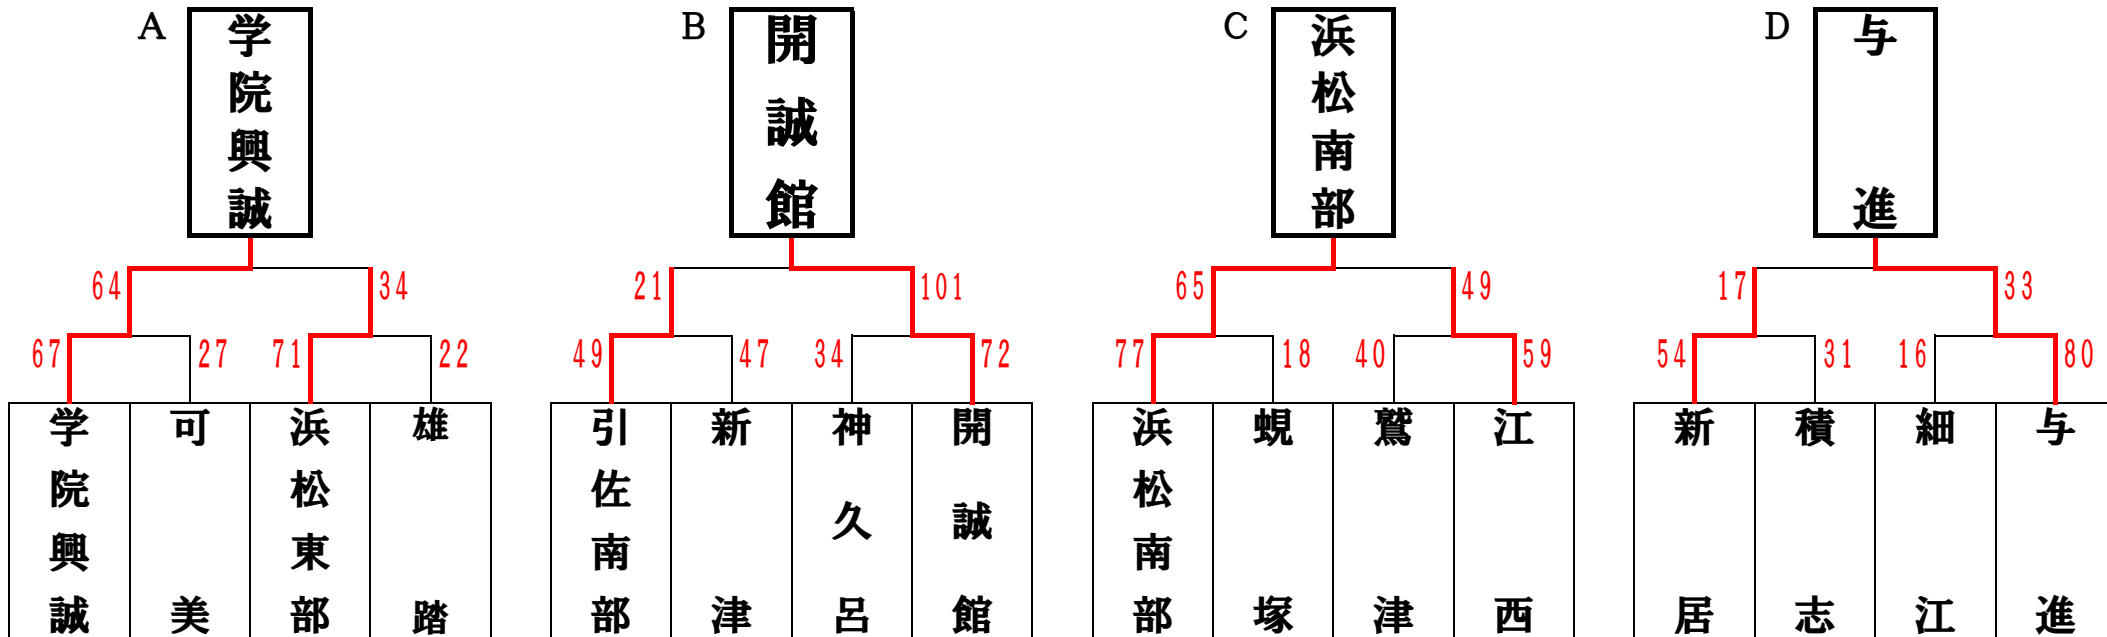 A
学院興誠
B
開誠館
C
浜松南部
D
与進
64
34
21
101
65
49
17
33
67
27
71
22
49
47
34
72
77
18
40
59
54
31
16
80
学院興誠
可美
浜松東部
雄踏
引佐南部
新津
神久呂
開誠館
浜松南部
蜆塚
鷲津
江西
新居
積志
細江
与進